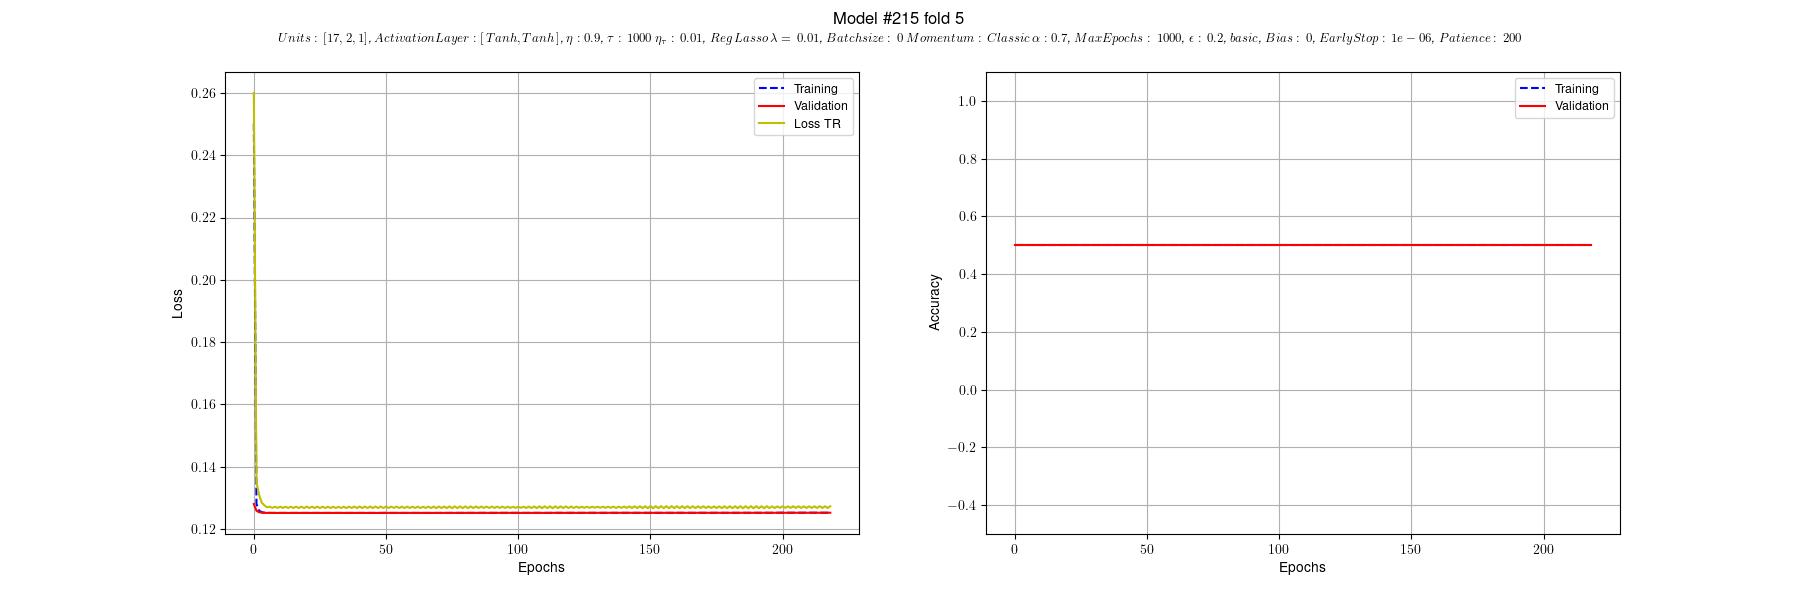 Model #215 fold 5
Units : [17, 2, 1], ActivationLayer : [Tanh, Tanh], η : 0.9, τ : 1000 ητ : 0.01, Reg Lasso λ = 0.01, Batchsize : 0 Momentum : Classic α : 0.7, MaxEpochs : 1000, ϵ : 0.2, basic, Bias : 0, EarlyStop : 1e − 06, Patience : 200
Loss
0.26
0.24
0.22
0.20
0.18
0.16
0.14
0.12
0
50
100
150
200
Epochs
Training
Validation
Loss TR
Accuracy
1.0
0.8
0.6
0.4
0.2
0.0
−0.2
−0.4
0
50
100
150
200
Epochs
Training
Validation